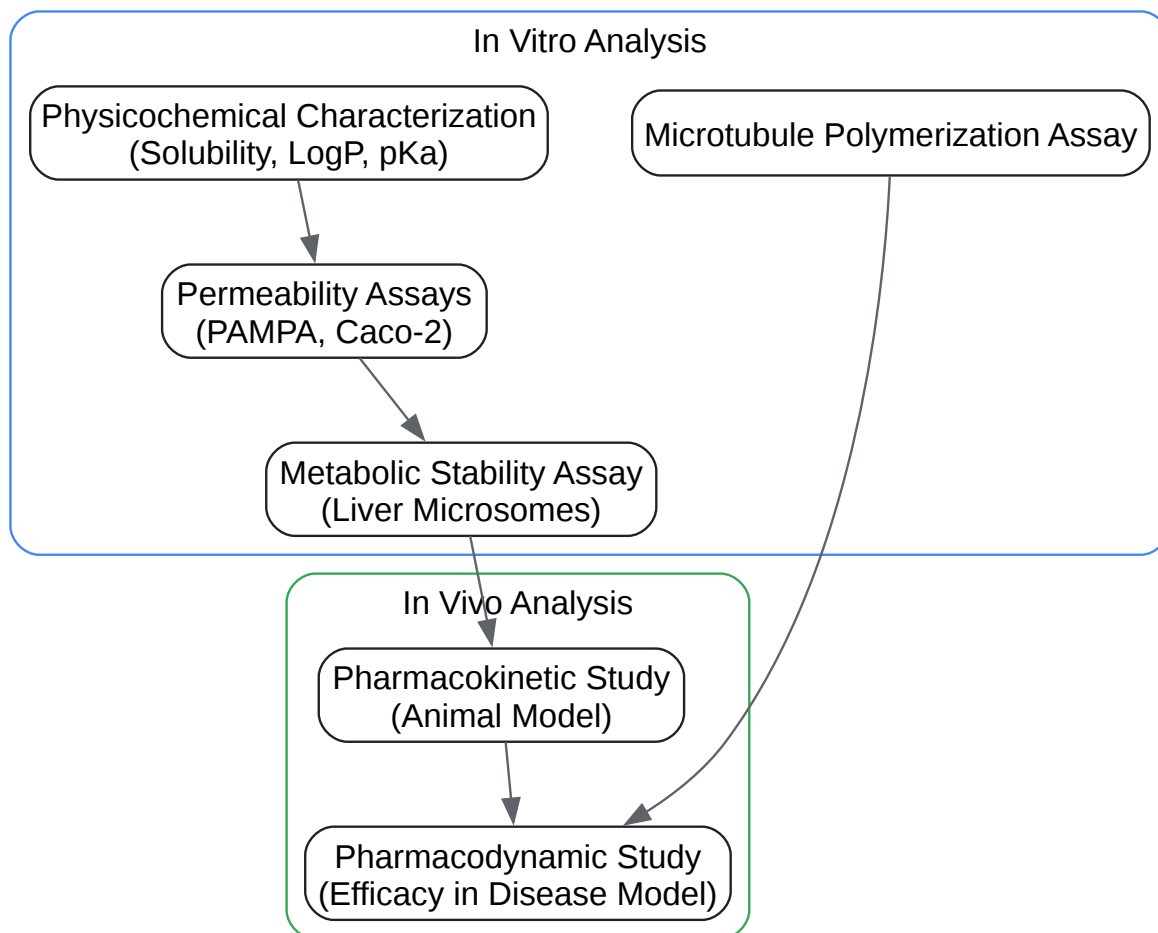 In Vitro Analysis
Physicochemical Characterization
(Solubility, LogP, pKa)
Microtubule Polymerization Assay
Permeability Assays
(PAMPA, Caco-2)
Metabolic Stability Assay
(Liver Microsomes)
In Vivo Analysis
Pharmacokinetic Study
(Animal Model)
Pharmacodynamic Study
(Efficacy in Disease Model)